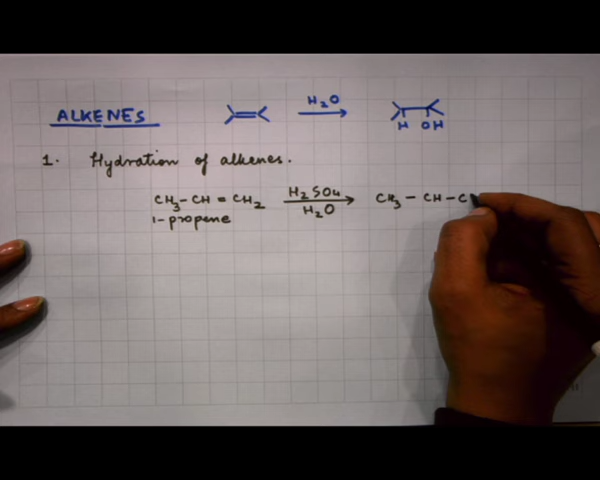 ALKENES H2O
H OH
1. Hydration of alkenes.
CH3-CH=CH2 H2SO4 CH3-CH-C
1-propene H2O